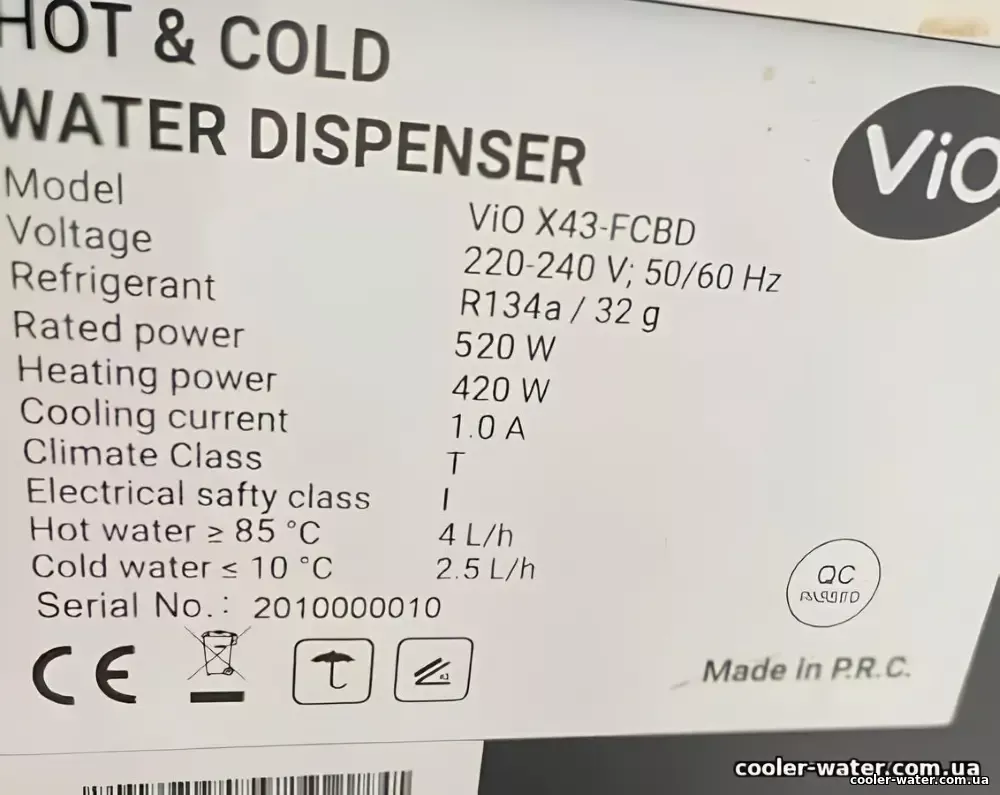 HOT & COLD
WATER DISPENSER
ViO
Model ViO X43-FCBD
Voltage 220-240 V; 50/60 Hz
Refrigerant R134a / 32 g
Rated power 520 W
Heating power 420 W
Cooling current 1.0 A
Climate Class T
Electrical safty class I
Hot water ≥ 85 °C 4 L/h
Cold water ≤ 10 °C 2.5 L/h
Serial No.: 2010000010
QC
CE
Made in P.R.C.
cooler-water.com.ua
cooler-water.com.ua